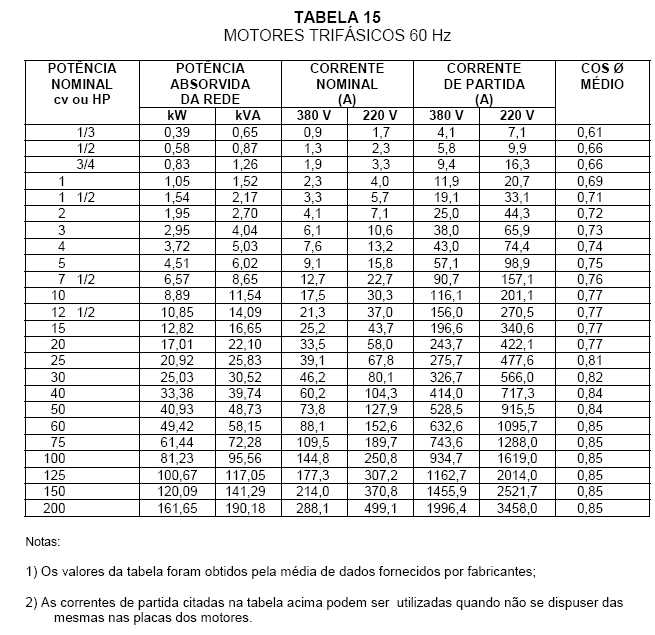 TABELA 15
MOTORES TRIFÁSICOS 60 Hz
POTÊNCIA NOMINAL cv ou HP POTÊNCIA ABSORVIDA DA REDE CORRENTE NOMINAL (A) CORRENTE DE PARTIDA (A) COS Ø MÉDIO
kW kVA 380 V 220 V 380 V 220 V
1/3 0,39 0,65 0,9 1,7 4,1 7,1 0,61
1/2 0,58 0,87 1,3 2,3 5,8 9,9 0,66
3/4 0,83 1,26 1,9 3,3 9,4 16,3 0,66
1 1,05 1,52 2,3 4,0 11,9 20,7 0,69
1 1/2 1,54 2,17 3,3 5,7 19,1 33,1 0,71
2 1,95 2,70 4,1 7,1 25,0 44,3 0,72
3 2,95 4,04 6,1 10,6 38,0 65,9 0,73
4 3,72 5,03 7,6 13,2 43,0 74,4 0,74
5 4,51 6,02 9,1 15,8 57,1 98,9 0,75
7 1/2 6,57 8,65 12,7 22,7 90,7 157,1 0,76
10 8,89 11,54 17,5 30,3 116,1 201,1 0,77
12 1/2 10,85 14,09 21,3 37,0 156,0 270,5 0,77
15 12,82 16,65 25,2 43,7 196,6 340,6 0,77
20 17,01 22,10 33,5 58,0 243,7 422,1 0,77
25 20,92 25,83 39,1 67,8 275,7 477,6 0,81
30 25,03 30,52 46,2 80,1 326,7 566,0 0,82
40 33,38 39,74 60,2 104,3 414,0 717,3 0,84
50 40,93 48,73 73,8 127,9 528,5 915,5 0,84
60 49,42 58,15 88,1 152,6 632,6 1095,7 0,85
75 61,44 72,28 109,5 189,7 743,6 1288,0 0,85
100 81,23 95,56 144,8 250,8 934,7 1619,0 0,85
125 100,67 117,05 177,3 307,2 1162,7 2014,0 0,85
150 120,09 141,29 214,0 370,8 1455,9 2521,7 0,85
200 161,65 190,18 288,1 499,1 1996,4 3458,0 0,85
Notas:
1) Os valores da tabela foram obtidos pela média de dados fornecidos por fabricantes;
2) As correntes de partida citadas na tabela acima podem ser utilizadas quando não se dispuser das
mesmas nas placas dos motores.